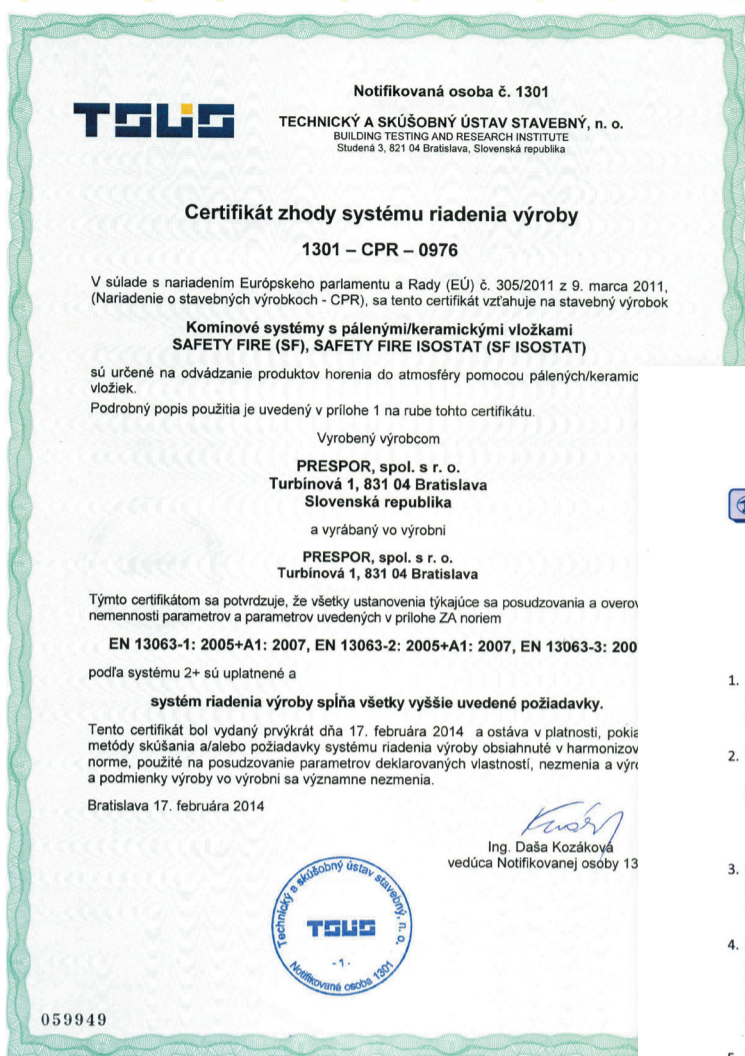 Notifikovaná osoba č. 1301
TSUS
TECHNICKÝ A SKÚŠOBNÝ ÚSTAV STAVEBNÝ, n. o.
BUILDING TESTING AND RESEARCH INSTITUTE
Studená 3, 821 04 Bratislava, Slovenská republika
Certifikát zhody systému riadenia výroby
1301 – CPR – 0976
V súlade s nariadením Európskeho parlamentu a Rady (EÚ) č. 305/2011 z 9. marca 2011,
(Nariadenie o stavebných výrobkoch - CPR), sa tento certifikát vzťahuje na stavebný výrobok
Komínové systémy s pálenými/keramickými vložkami
SAFETY FIRE (SF), SAFETY FIRE ISOSTAT (SF ISOSTAT)
sú určené na odvádzanie produktov horenia do atmosféry pomocou pálených/keramic
vložiek.
Podrobný popis použitia je uvedený v prílohe 1 na rube tohto certifikátu.
Vyrobený výrobcom
PRESPOR, spol. s r. o.
Turbínová 1, 831 04 Bratislava
Slovenská republika
a vyrábaný vo výrobni
PRESPOR, spol. s r. o.
Turbínová 1, 831 04 Bratislava
Týmto certifikátom sa potvrdzuje, že všetky ustanovenia týkajúce sa posudzovania a overov
nemennosti parametrov a parametrov uvedených v prílohe ZA noriem
EN 13063-1: 2005+A1: 2007, EN 13063-2: 2005+A1: 2007, EN 13063-3: 200
podľa systému 2+ sú uplatnené a
systém riadenia výroby spĺňa všetky vyššie uvedené požiadavky.
Tento certifikát bol vydaný prvýkrát dňa 17. februára 2014 a ostáva v platnosti, pokia
metódy skúšania a/alebo požiadavky systému riadenia výroby obsiahnuté v harmonizov
norme, použité na posudzovanie parametrov deklarovaných vlastností, nezmenia a výro
a podmienky výroby vo výrobni sa významne nezmenia.
Bratislava 17. februára 2014
Ing. Daša Kozáková
vedúca Notifikovanej osoby 13
Technický a skúšobný ústav stavebný, n. o.
TSUS
- 1 -
Notifikovaná osoba 1301
059949
1.
2.
3.
4.